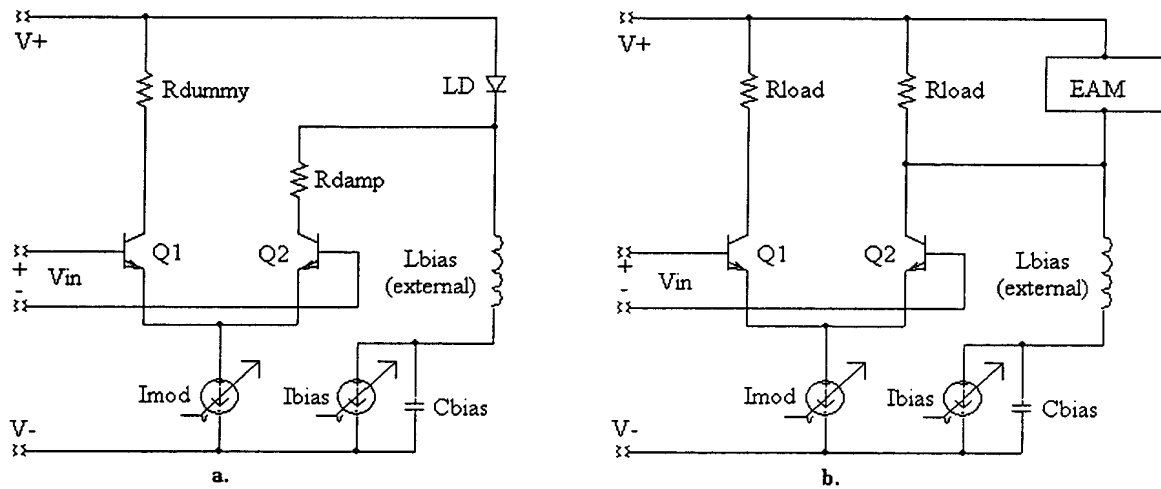 V+
Rdummy
LD
Rdamp
Q1
Q2
+
Vin
-
Lbias
(external)
Imod
Ibias
Cbias
V-
a.
V+
Rload
Rload
EAM
Q1
Q2
+
Vin
-
Lbias
(external)
Imod
Ibias
Cbias
V-
b.